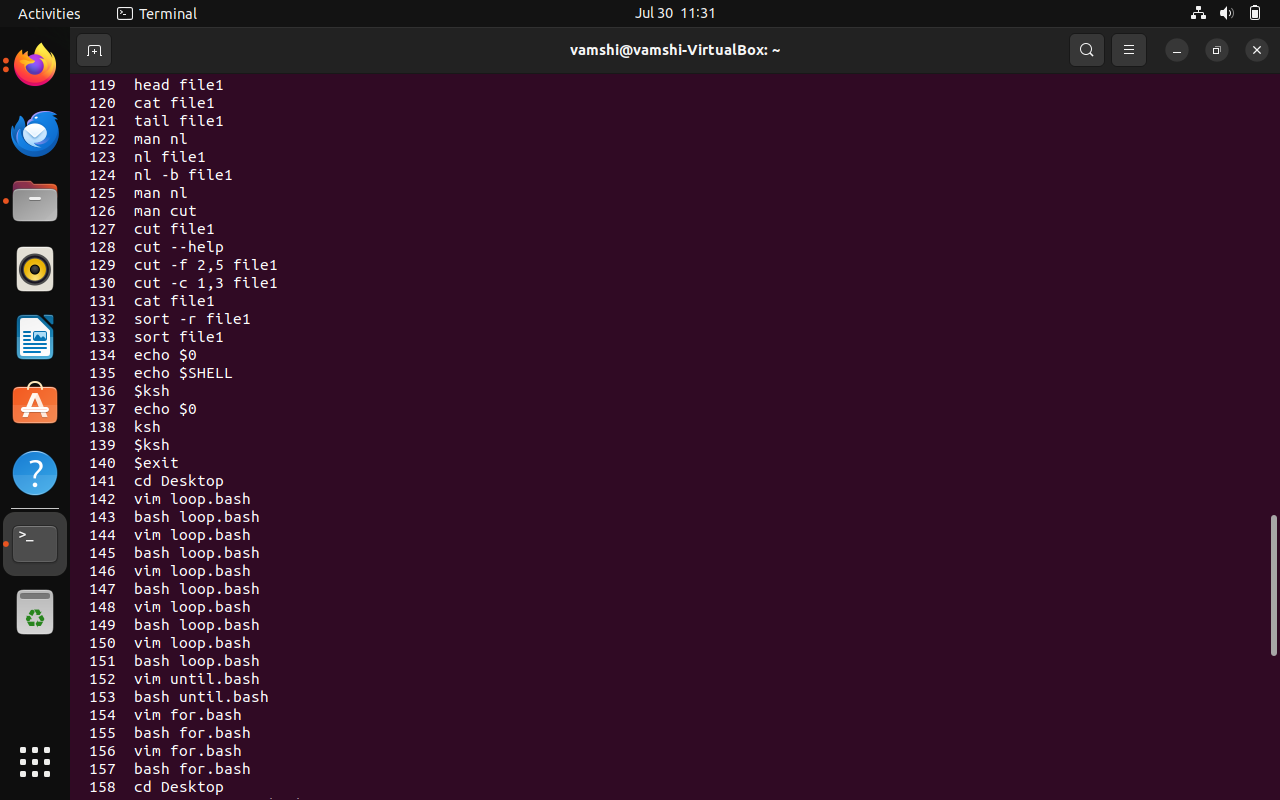 Activities
Terminal
Jul 30 11:31
vamshi@vamshi-VirtualBox: ~
119 head file1
120 cat file1
121 tail file1
122 man nl
123 nl file1
124 nl -b file1
125 man nl
126 man cut
127 cut file1
128 cut --help
129 cut -f 2,5 file1
130 cut -c 1,3 file1
131 cat file1
132 sort -r file1
133 sort file1
134 echo $0
135 echo $SHELL
136 $ksh
137 echo $0
138 ksh
139 $ksh
140 $exit
141 cd Desktop
142 vim loop.bash
143 bash loop.bash
144 vim loop.bash
145 bash loop.bash
146 vim loop.bash
147 bash loop.bash
148 vim loop.bash
149 bash loop.bash
150 vim loop.bash
151 bash loop.bash
152 vim until.bash
153 bash until.bash
154 vim for.bash
155 bash for.bash
156 vim for.bash
157 bash for.bash
158 cd Desktop